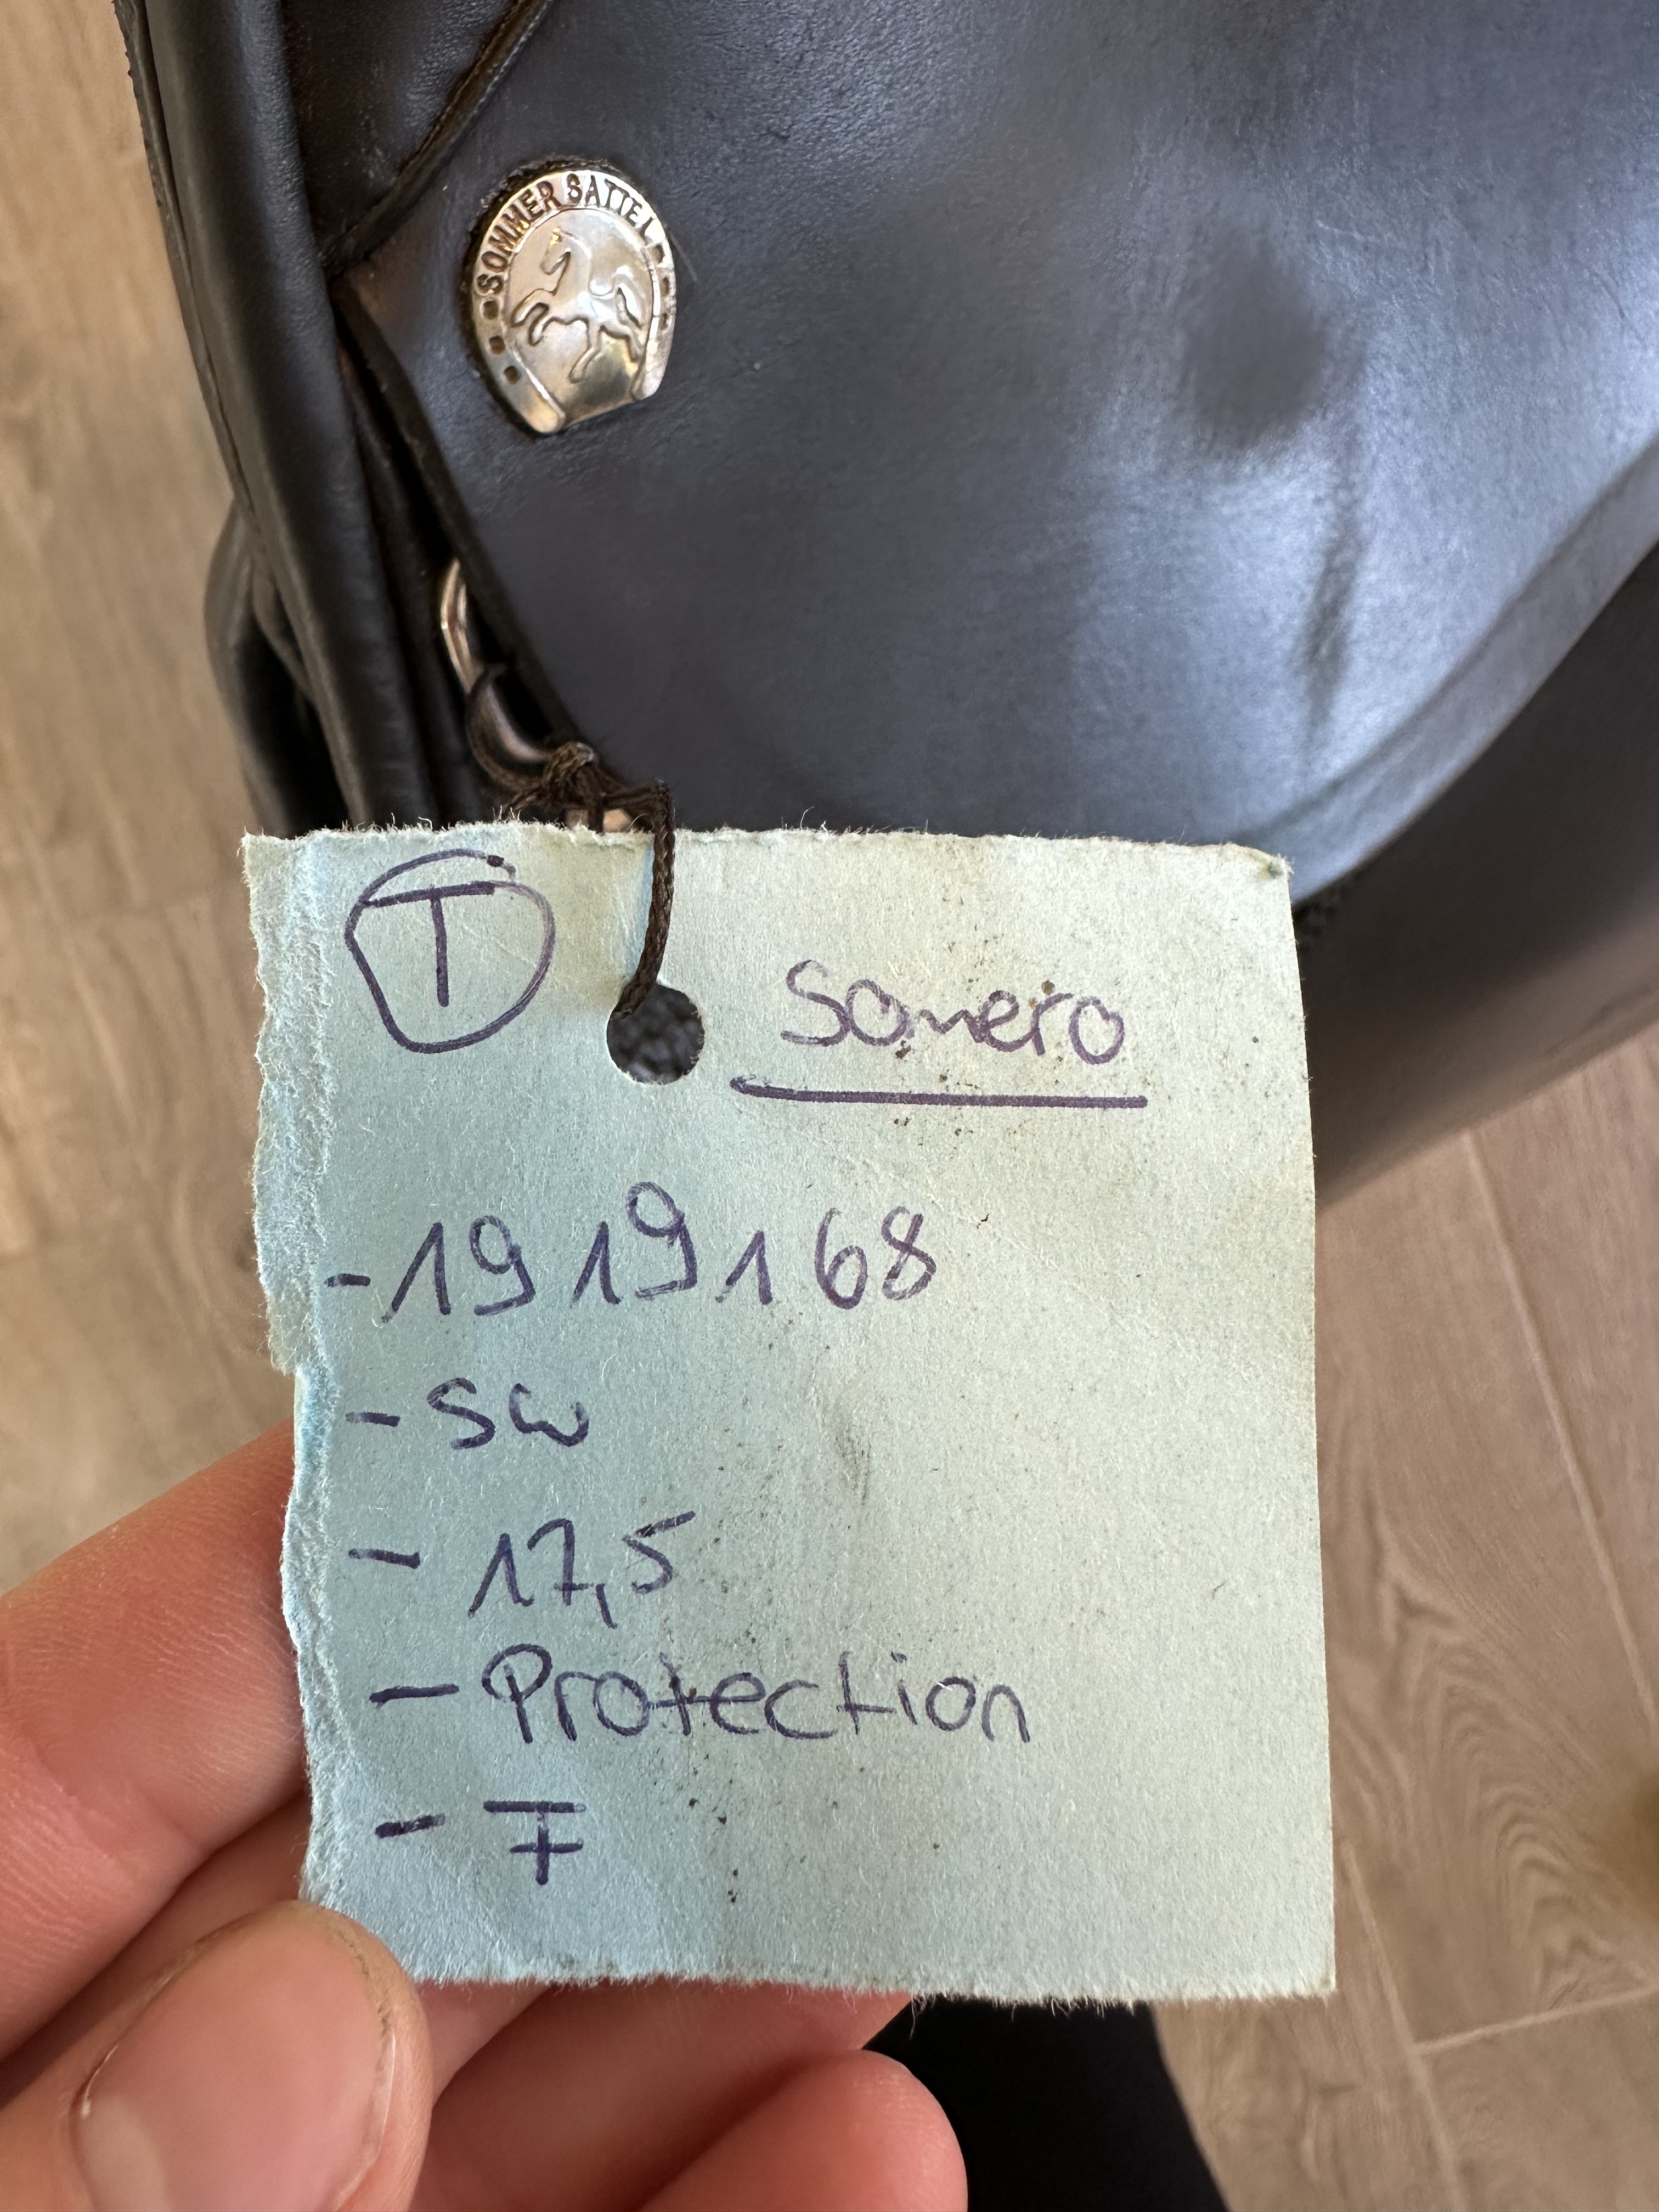 SOMMER SATTEL
T
Somero
-1919168
- SW
- 17,5
- Protection
- Ŧ